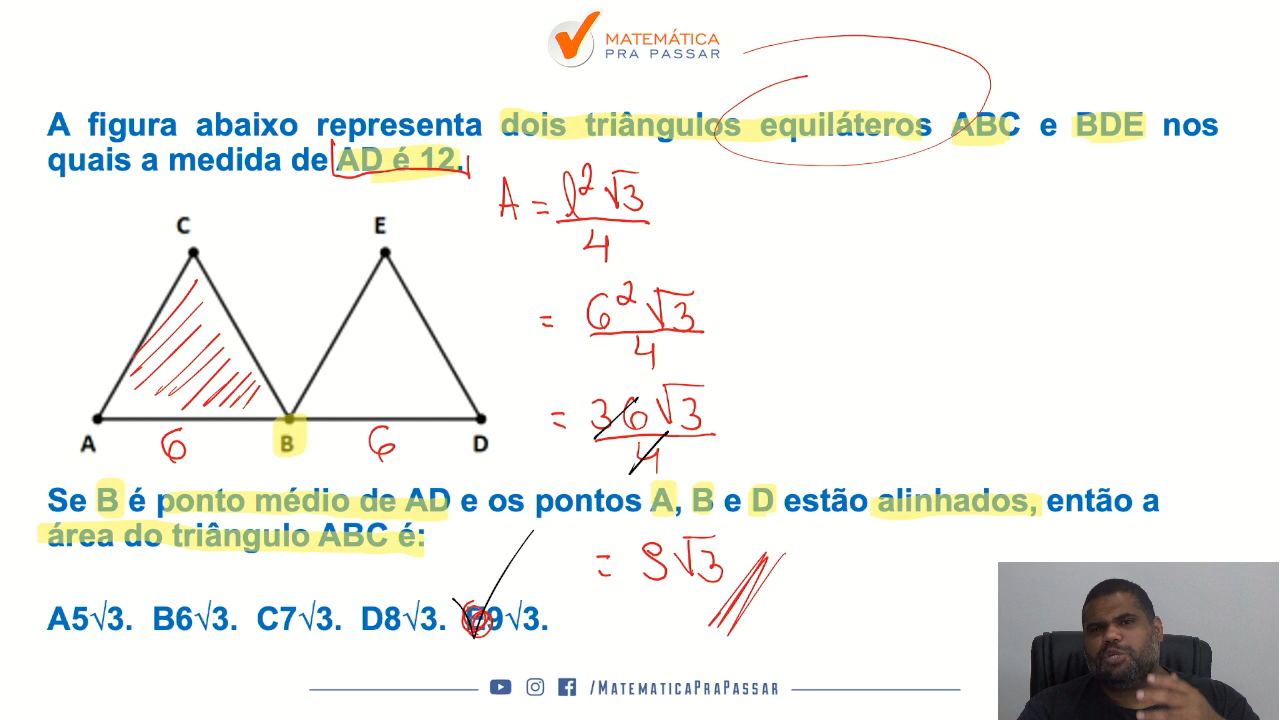 MATEMÁTICA
PRA PASSAR
A figura abaixo representa dois triângulos equiláteros ABC e BDE nos
quais a medida de AD é 12.
A = l² √3
4
C
E
= 6² √3
4
= 36√3
4
A
6
B
6
D
Se B é ponto médio de AD e os pontos A, B e D estão alinhados, então a
área do triângulo ABC é:
= 9√3
A5√3. B6√3. C7√3. D8√3. E9√3.
/MATEMATICAPRAPASSAR